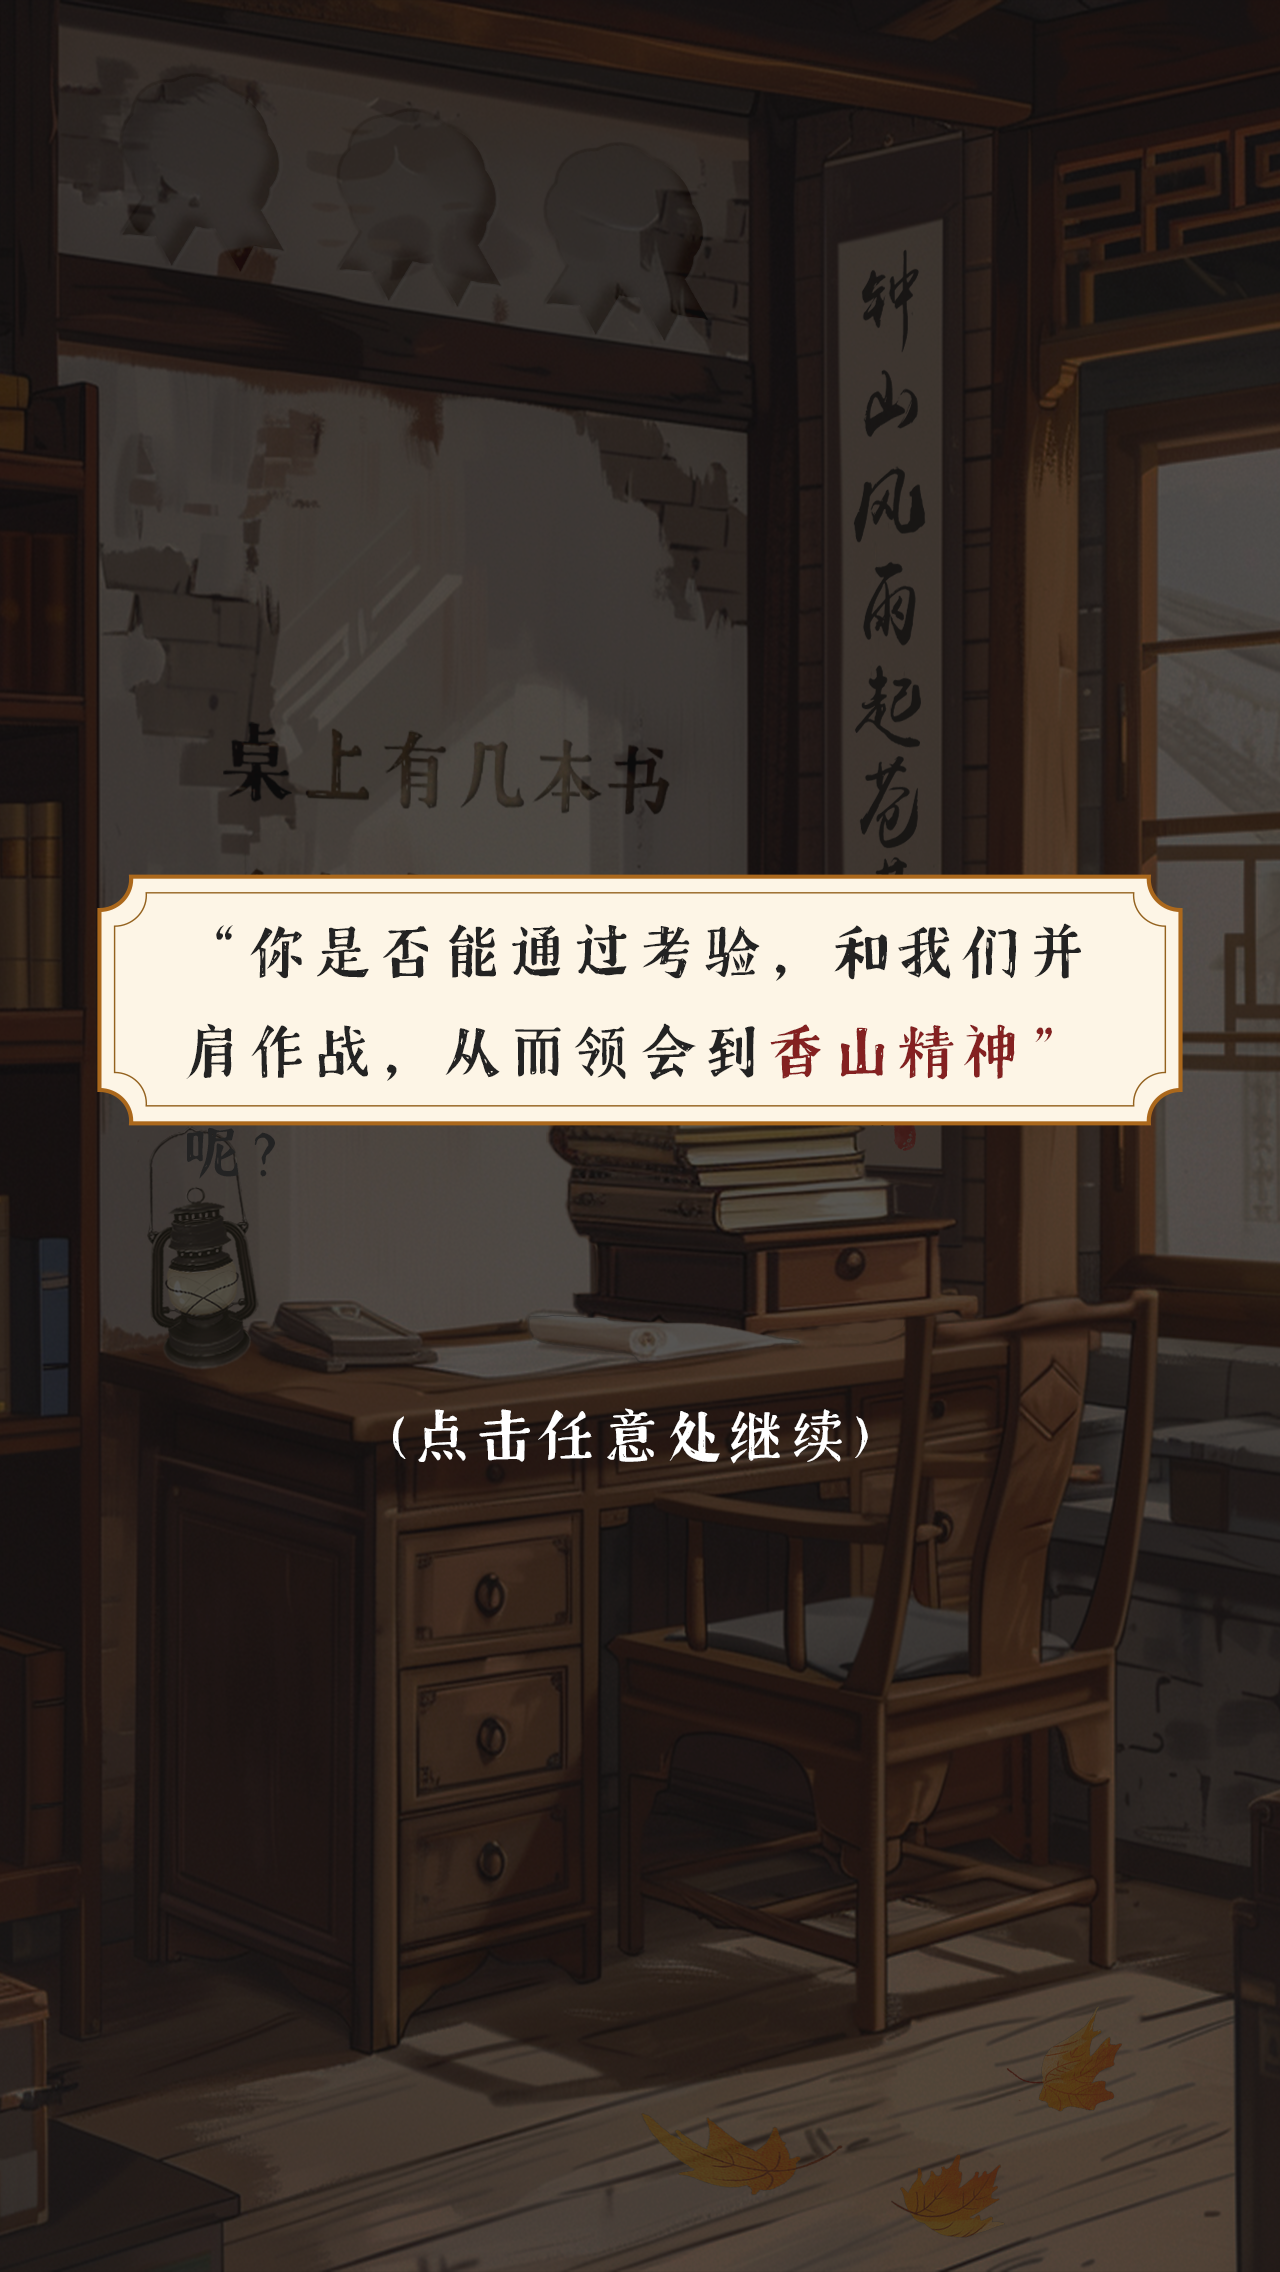 钟山风雨起苍
桌上有几本书
“你是否能通过考验，和我们并
肩作战，从而领会到香山精神”
呢？
（点击任意处继续）